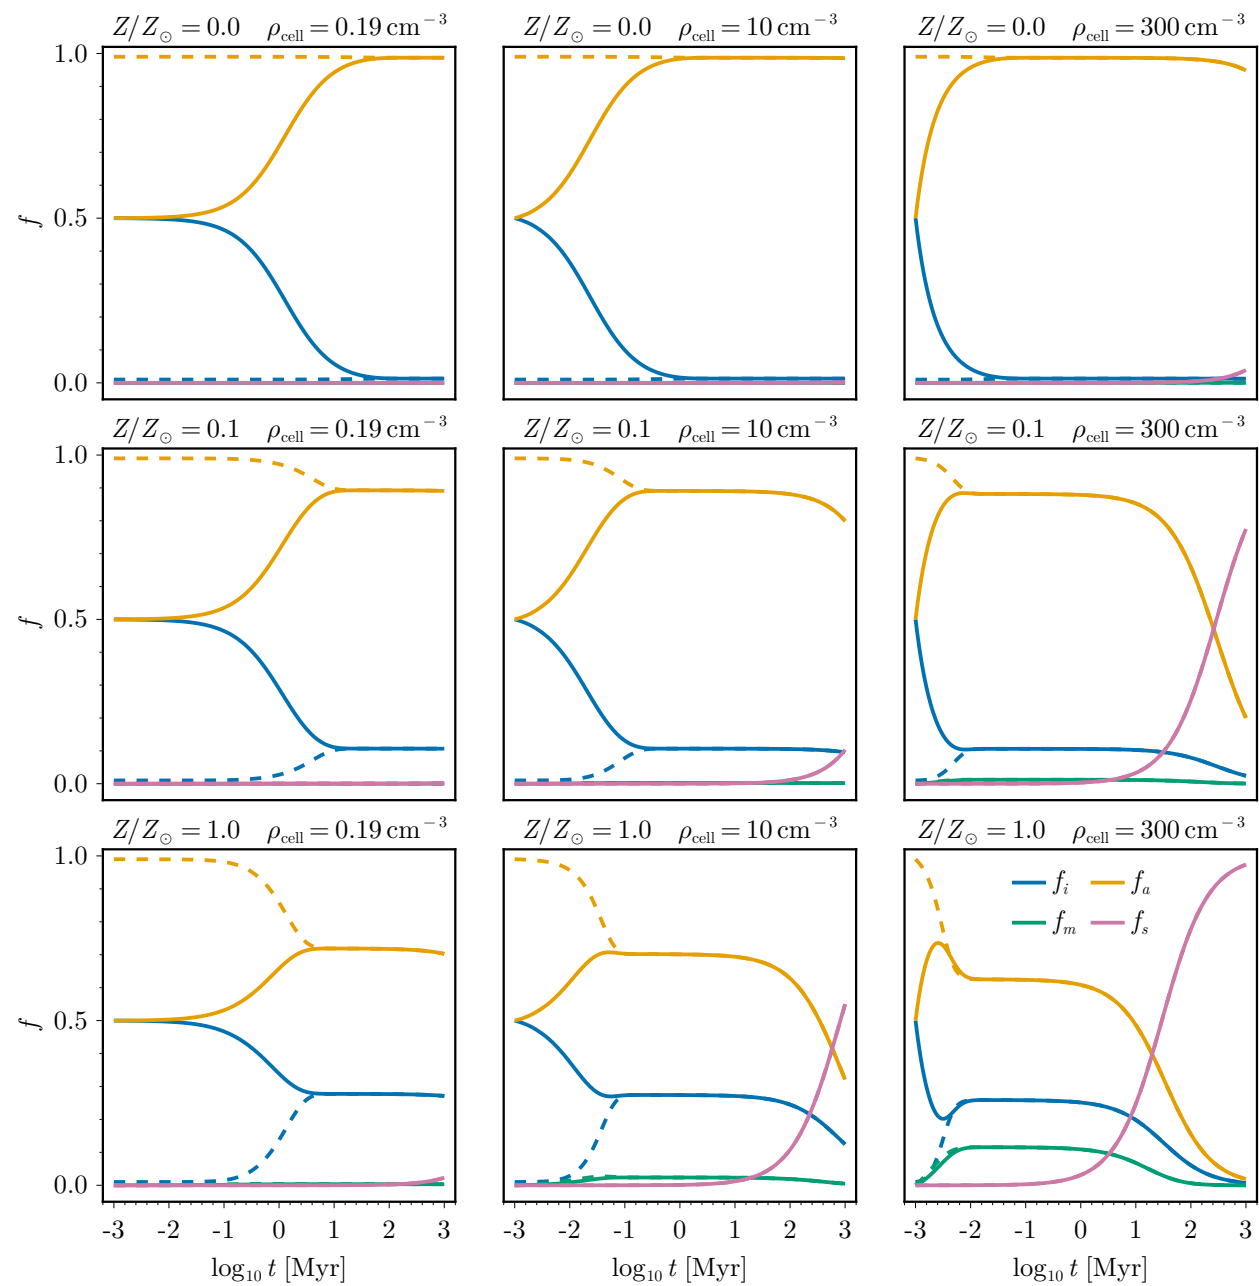 Z/Z⊙ = 0.0 ρcell = 0.19 cm⁻³
Z/Z⊙ = 0.0 ρcell = 10 cm⁻³
Z/Z⊙ = 0.0 ρcell = 300 cm⁻³
1.0
0.5
0.0
f
Z/Z⊙ = 0.1 ρcell = 0.19 cm⁻³
Z/Z⊙ = 0.1 ρcell = 10 cm⁻³
Z/Z⊙ = 0.1 ρcell = 300 cm⁻³
1.0
0.5
0.0
f
Z/Z⊙ = 1.0 ρcell = 0.19 cm⁻³
Z/Z⊙ = 1.0 ρcell = 10 cm⁻³
Z/Z⊙ = 1.0 ρcell = 300 cm⁻³
1.0
0.5
0.0
f
fi fa
fm fs
-3 -2 -1 0 1 2 3
-3 -2 -1 0 1 2 3
-3 -2 -1 0 1 2 3
log₁₀ t [Myr]
log₁₀ t [Myr]
log₁₀ t [Myr]